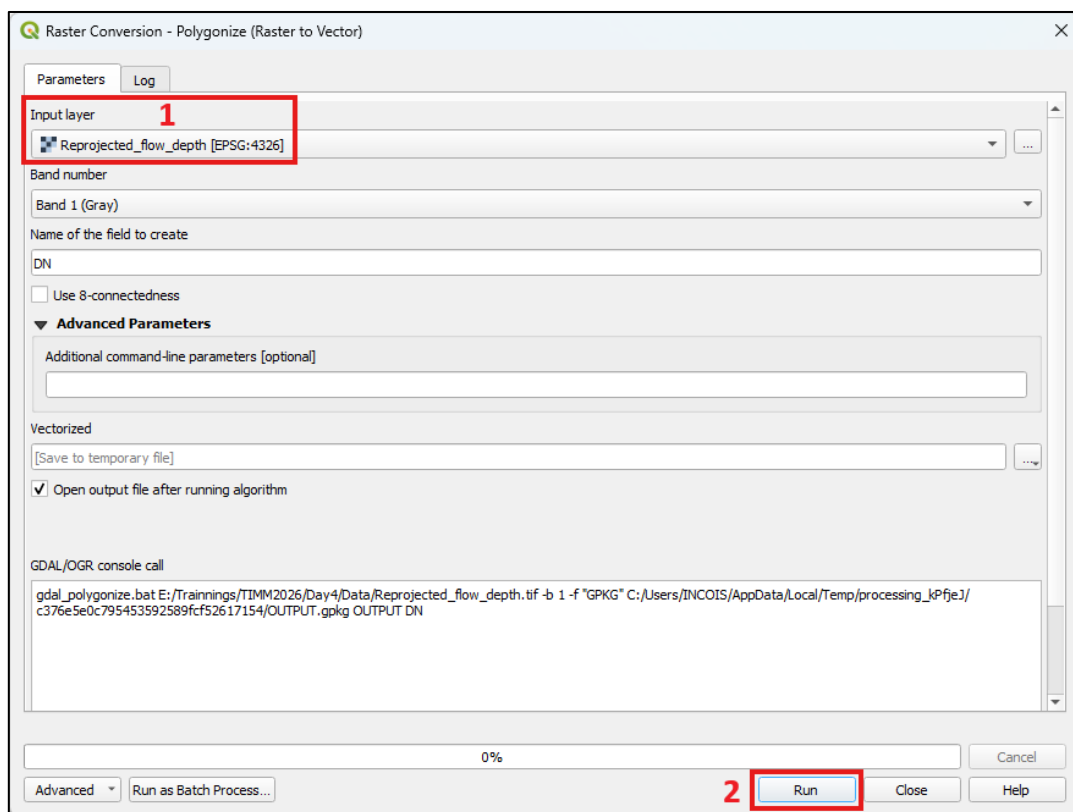 Raster Conversion - Polygonize (Raster to Vector)
Parameters Log
1
Input layer
Reprojected_flow_depth [EPSG:4326]
...
Band number
Band 1 (Gray)
Name of the field to create
DN
Use 8-connectedness
Advanced Parameters
Additional command-line parameters [optional]
Vectorized
[Save to temporary file]
...
Open output file after running algorithm
GDAL/OGR console call
gdal_polygonize.bat E:/Trainnings/TIMM2026/Day4/Data/Reprojected_flow_depth.tif -b 1 -f "GPKG" C:/Users/INCOIS/AppData/Local/Temp/processing_kPfjeJ/
c376e5e0c795453592589fcf52617154/OUTPUT.gpkg OUTPUT DN
0% Cancel
Advanced Run as Batch Process... 2 Run Close Help